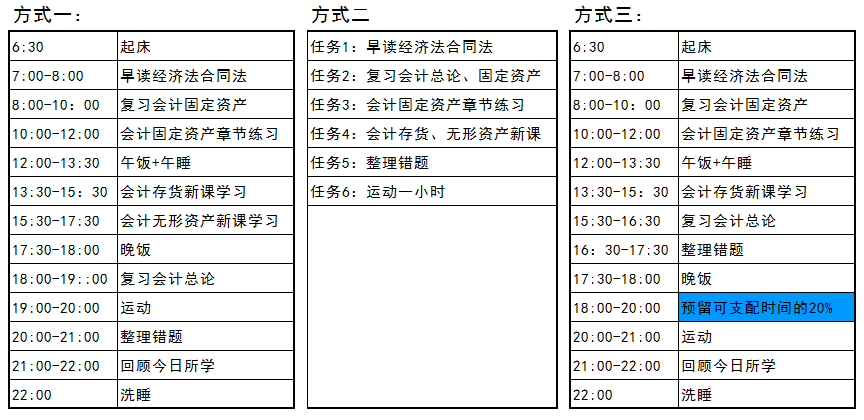 方式一：
6:30 起床
7:00-8:00 早读经济法合同法
8:00-10：00 复习会计固定资产
10:00-12:00 会计固定资产章节练习
12:00-13:30 午饭+午睡
13:30-15：30 会计存货新课学习
15:30-17:30 会计无形资产新课学习
17:30-18:00 晚饭
18:00-19:：00 复习会计总论
19:00-20:00 运动
20:00-21:00 整理错题
21:00-22:00 回顾今日所学
22:00 洗睡
方式二
任务1：早读经济法合同法
任务2：复习会计总论、固定资产
任务3：会计固定资产章节练习
任务4：会计存货、无形资产新课
任务5：整理错题
任务6：运动一小时
方式三：
6:30 起床
7:00-8:00 早读经济法合同法
8:00-10：00 复习会计固定资产
10:00-12:00 会计固定资产章节练习
12:00-13:30 午饭+午睡
13:30-15：30 会计存货新课学习
15:30-16:30 复习会计总论
16：30-17:30 整理错题
17:30-18:00 晚饭
18:00-20:00 预留可支配时间的20%
20:00-21:00 运动
21:00-22:00 回顾今日所学
22:00 洗睡